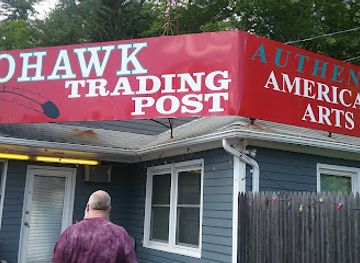 OHAWK
TRADING
POST
AUTHEN
AMERICA
ARTS